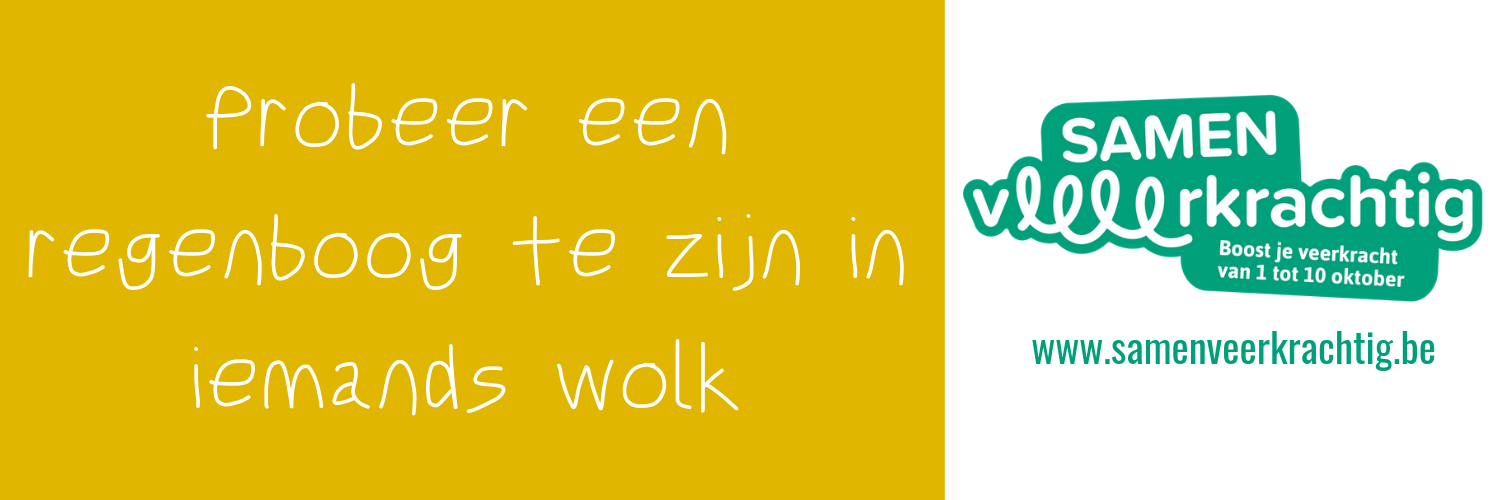 Probeer een
regenboog te zijn in
iemands wolk
SAMEN
veeeerkrachtig
Boost je veerkracht
van 1 tot 10 oktober
www.samenveerkrachtig.be